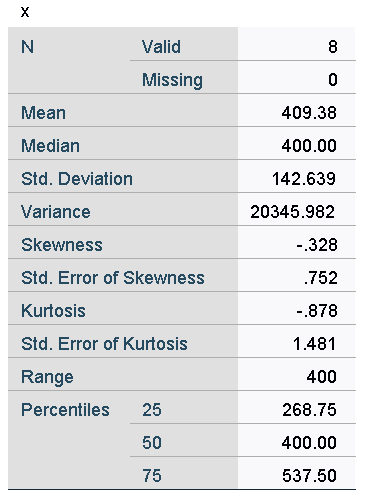 x
N Valid 8
Missing 0
Mean 409.38
Median 400.00
Std. Deviation 142.639
Variance 20345.982
Skewness -.328
Std. Error of Skewness .752
Kurtosis -.878
Std. Error of Kurtosis 1.481
Range 400
Percentiles 25 268.75
50 400.00
75 537.50